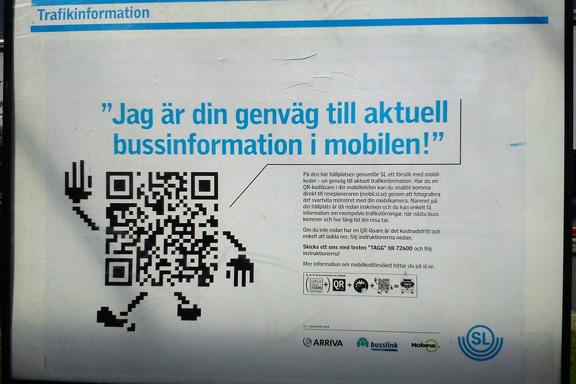 Trafikinformation
”Jag är din genväg till aktuell
bussinformation i mobilen!”
På den här hållplatsen genomför SL ett försök med mobil-
koder – en genväg till aktuell trafikinformation. Har du en
QR-kodläsare i din mobiltelefon kan du snabbt komma
direkt till reseplaneraren (mobil.sl.se) genom att fotografera
det svartvita mönstret med din mobilkamera. Namnet på
din hållplats är då redan inskriven och du kan enkelt få
information om exempelvis trafikstörningar, när nästa buss
kommer och hur lång tid din resa tar.
Om du inte redan har en QR-läsare är det kostnadsfritt och
enkelt att ladda ner, följ instruktionerna nedan.
Skicka ett sms med texten "TAGG" till 72600 och följ
instruktionerna!
Mer information om mobilkodförsöket hittar du på sl.se.
QR
ARRIVA
busslink
Nobina
SL